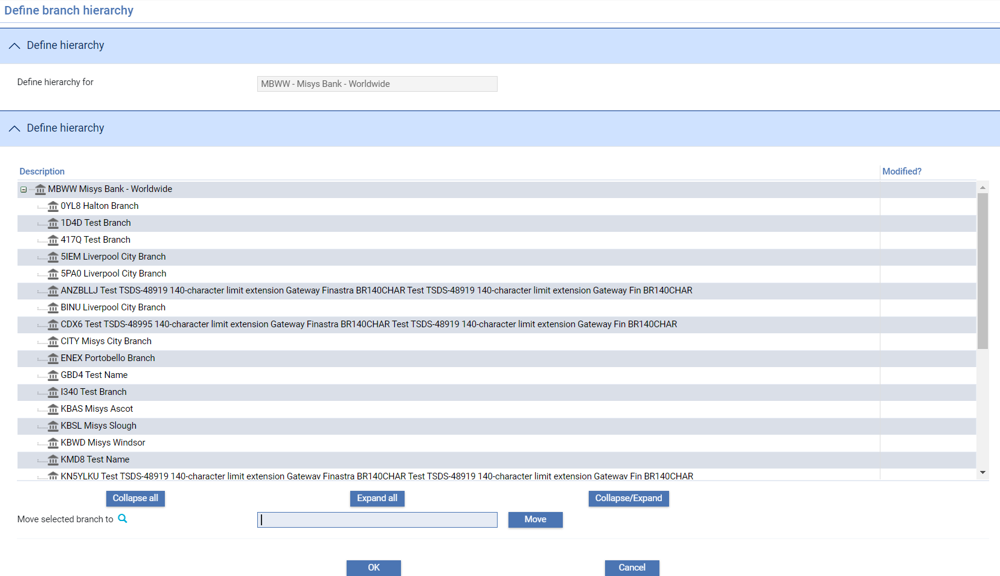 Define branch hierarchy
Define hierarchy
Define hierarchy for
MBWW - Misys Bank - Worldwide
Define hierarchy
Description
Modified?
MBWW Misys Bank - Worldwide
0YL8 Halton Branch
1D4D Test Branch
417Q Test Branch
5IEM Liverpool City Branch
5PA0 Liverpool City Branch
ANZBLLJ Test TSDS-48919 140-character limit extension Gateway Finastra BR140CHAR Test TSDS-48919 140-character limit extension Gateway Fin BR140CHAR
BINU Liverpool City Branch
CDX6 Test TSDS-48995 140-character limit extension Gateway Finastra BR140CHAR Test TSDS-48919 140-character limit extension Gateway Fin BR140CHAR
CITY Misys City Branch
ENEX Portobello Branch
GBD4 Test Name
I340 Test Branch
KBAS Misys Ascot
KBSL Misys Slough
KBWD Misys Windsor
KMD8 Test Name
KN5YLKU Test TSDS-48919 140-character limit extension Gateway Finastra BR140CHAR Test TSDS-48919 140-character limit extension Gateway Fin BR140CHAR
Collapse all
Expand all
Collapse/Expand
Move selected branch to
Move
OK
Cancel